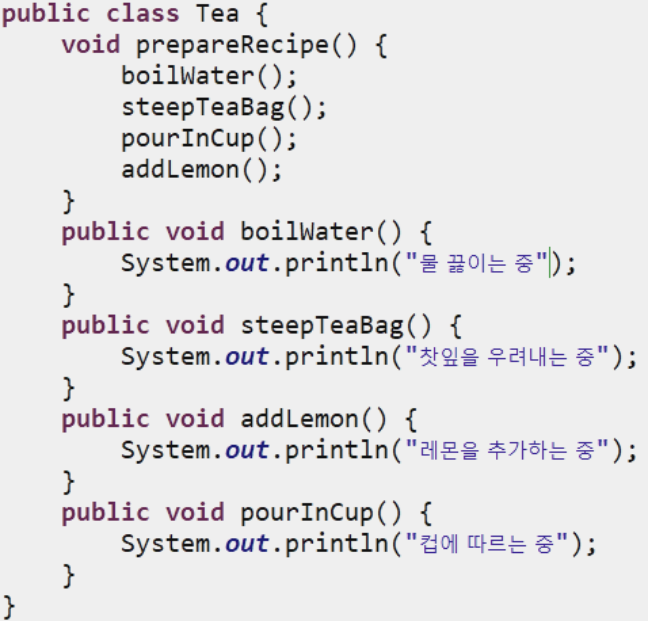 public class Tea {
    void prepareRecipe() {
        boilWater();
        steepTeaBag();
        pourInCup();
        addLemon();
    }
    public void boilWater() {
        System.out.println("물 끓이는 중");
    }
    public void steepTeaBag() {
        System.out.println("찻잎을 우려내는 중");
    }
    public void addLemon() {
        System.out.println("레몬을 추가하는 중");
    }
    public void pourInCup() {
        System.out.println("컵에 따르는 중");
    }
}